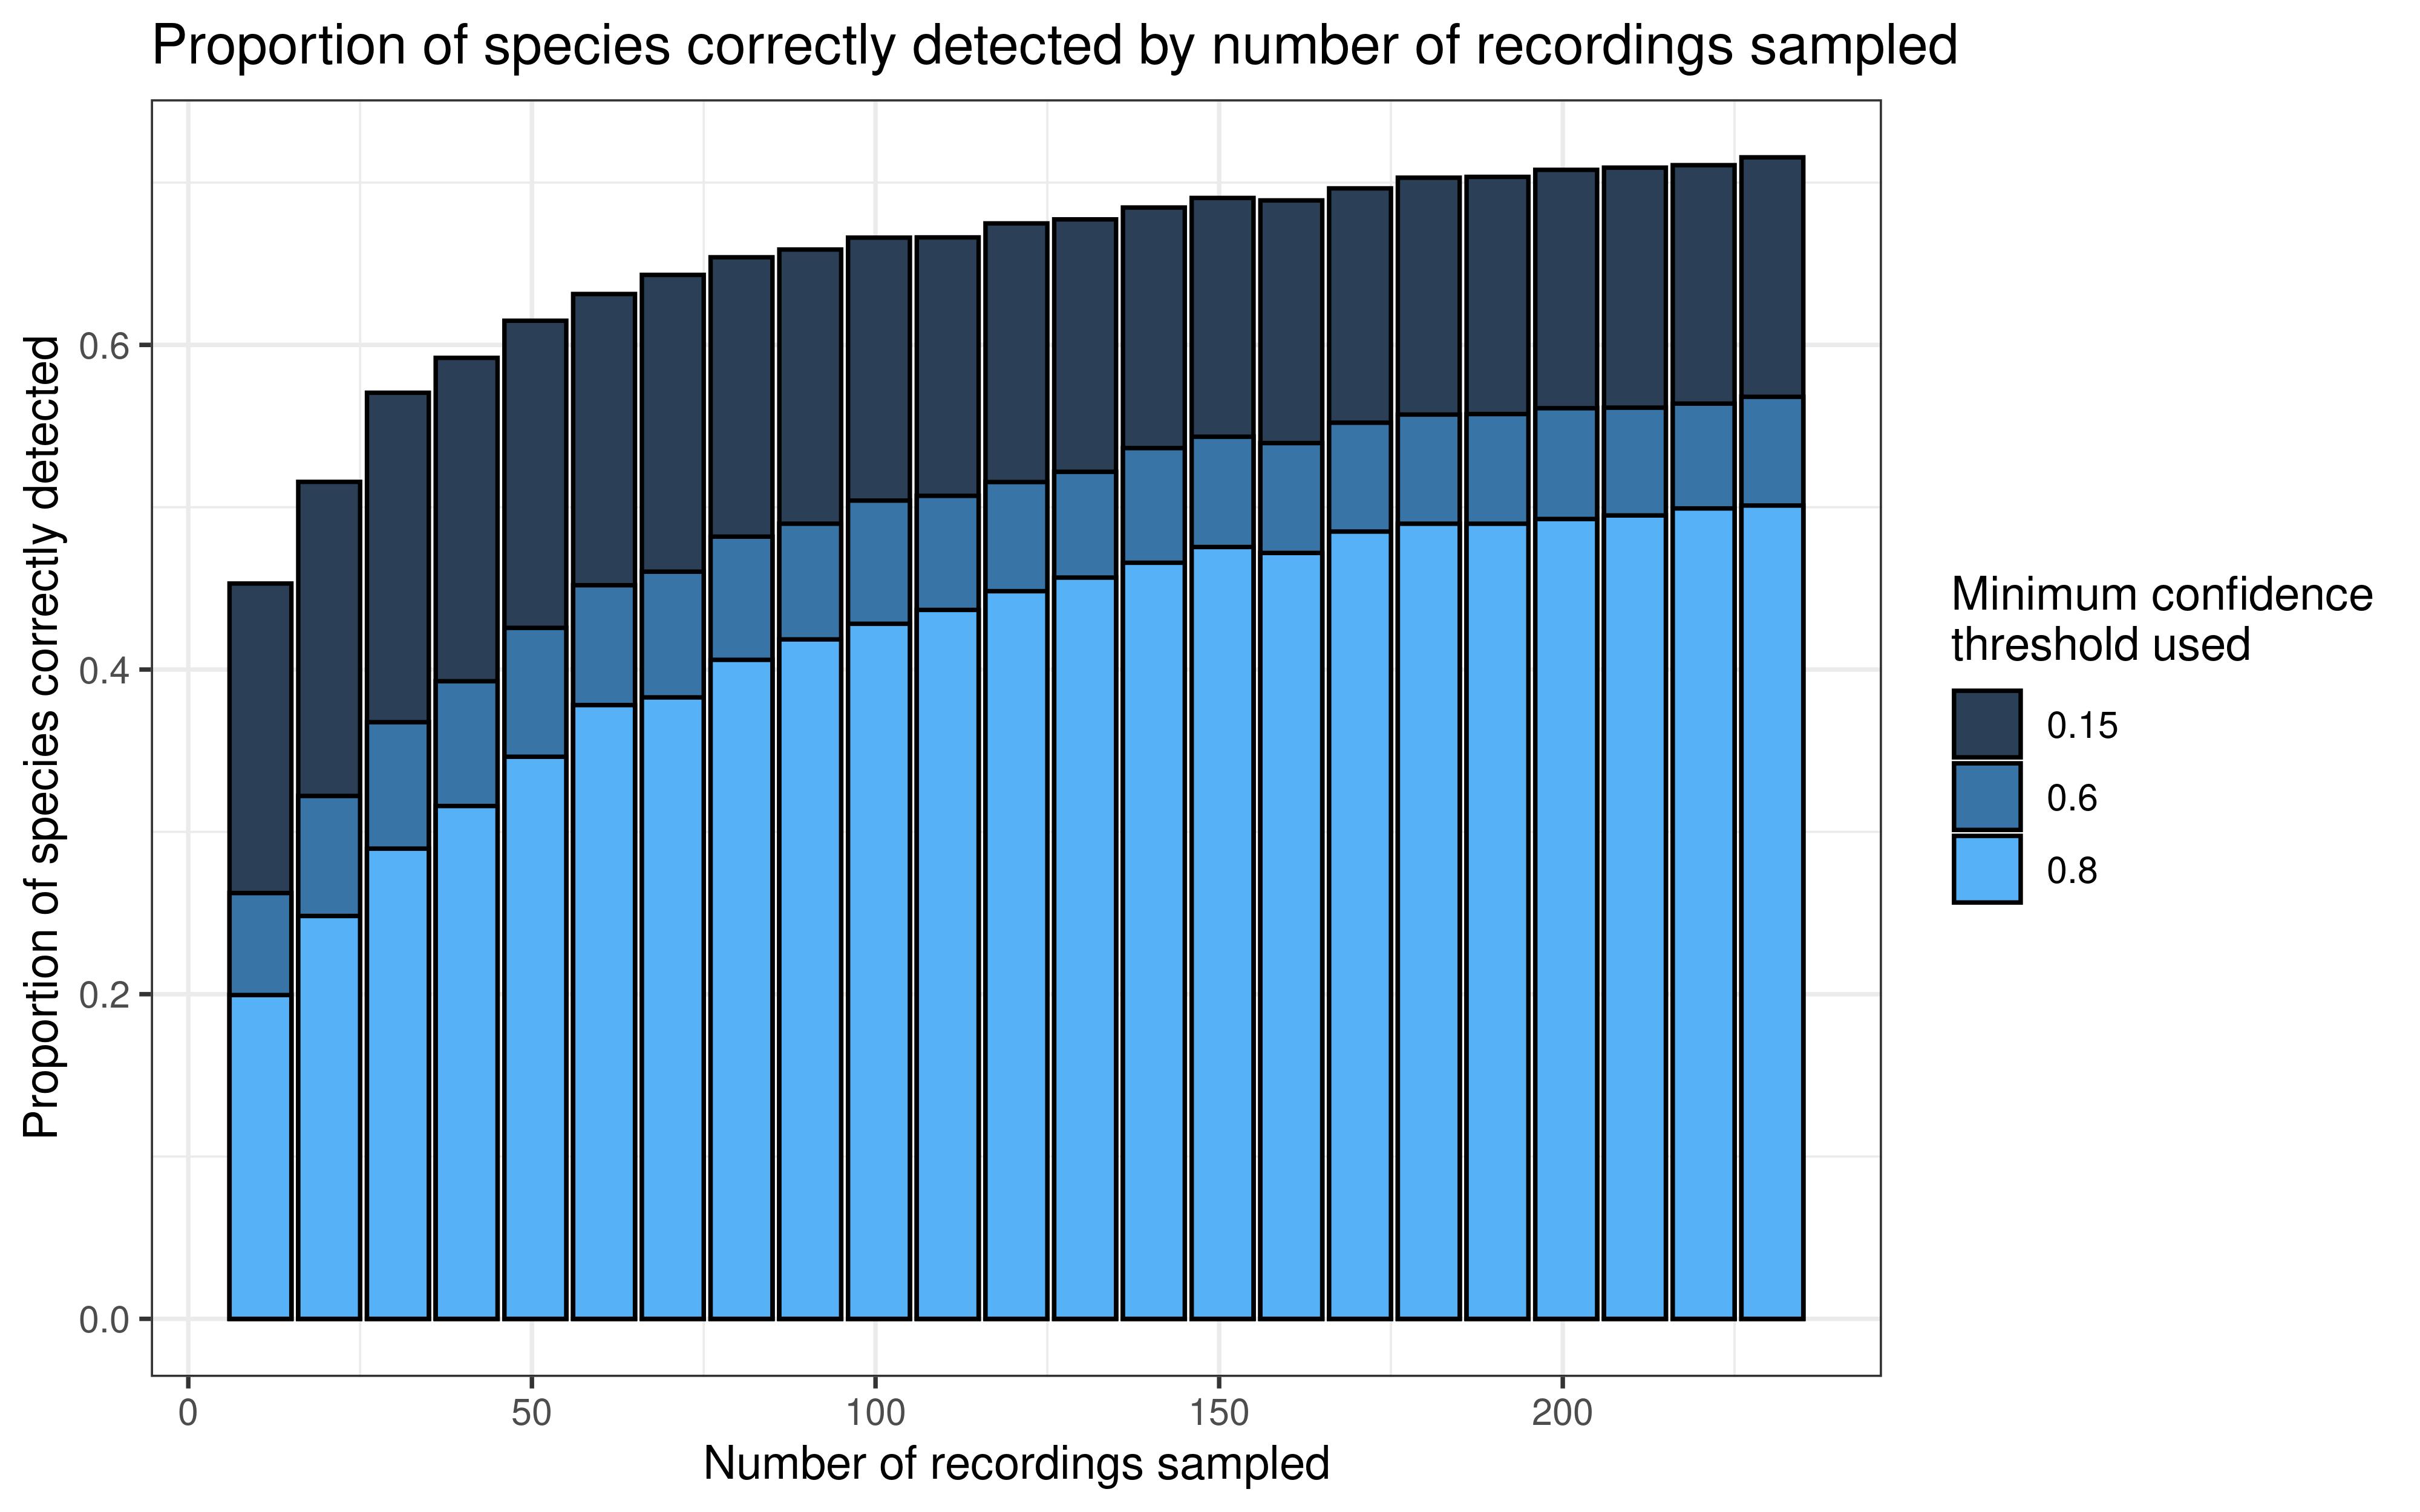 Proportion of species correctly detected by number of recordings sampled
Proportion of species correctly detected
0.6
0.4
0.2
0.0
0
50
100
150
200
Number of recordings sampled
Minimum confidence
threshold used
0.15
0.6
0.8